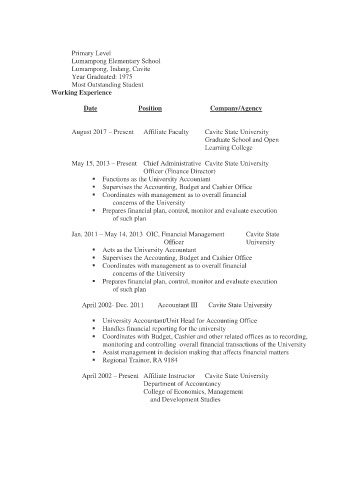 Primary Level
Lumampong Elementary School
Lumampong, Indang, Cavite
Year Graduated: 1975
Most Outstanding Student
Working Experience
Date Position Company/Agency
August 2017 – Present Affiliate Faculty Cavite State University
Graduate School and Open
Learning College
May 15, 2013 – Present Chief Administrative Cavite State University
Officer (Finance Director)
▪ Functions as the University Accountant
▪ Supervises the Accounting, Budget and Cashier Office
▪ Coordinates with management as to overall financial
concerns of the University
▪ Prepares financial plan, control, monitor and evaluate execution
of such plan
Jan. 2011 – May 14, 2013 OIC, Financial Management Cavite State
Officer University
▪ Acts as the University Accountant
▪ Supervises the Accounting, Budget and Cashier Office
▪ Coordinates with management as to overall financial
concerns of the University
▪ Prepares financial plan, control, monitor and evaluate execution
of such plan
April 2002- Dec. 2011 Accountant III Cavite State University
▪ University Accountant/Unit Head for Accounting Office
▪ Handles financial reporting for the university
▪ Coordinates with Budget, Cashier and other related offices as to recording,
monitoring and controlling overall financial transactions of the University
▪ Assist management in decision making that affects financial matters
▪ Regional Trainor, RA 9184
April 2002 – Present Affiliate Instructor Cavite State University
Department of Accountancy
College of Economics, Management
and Development Studies